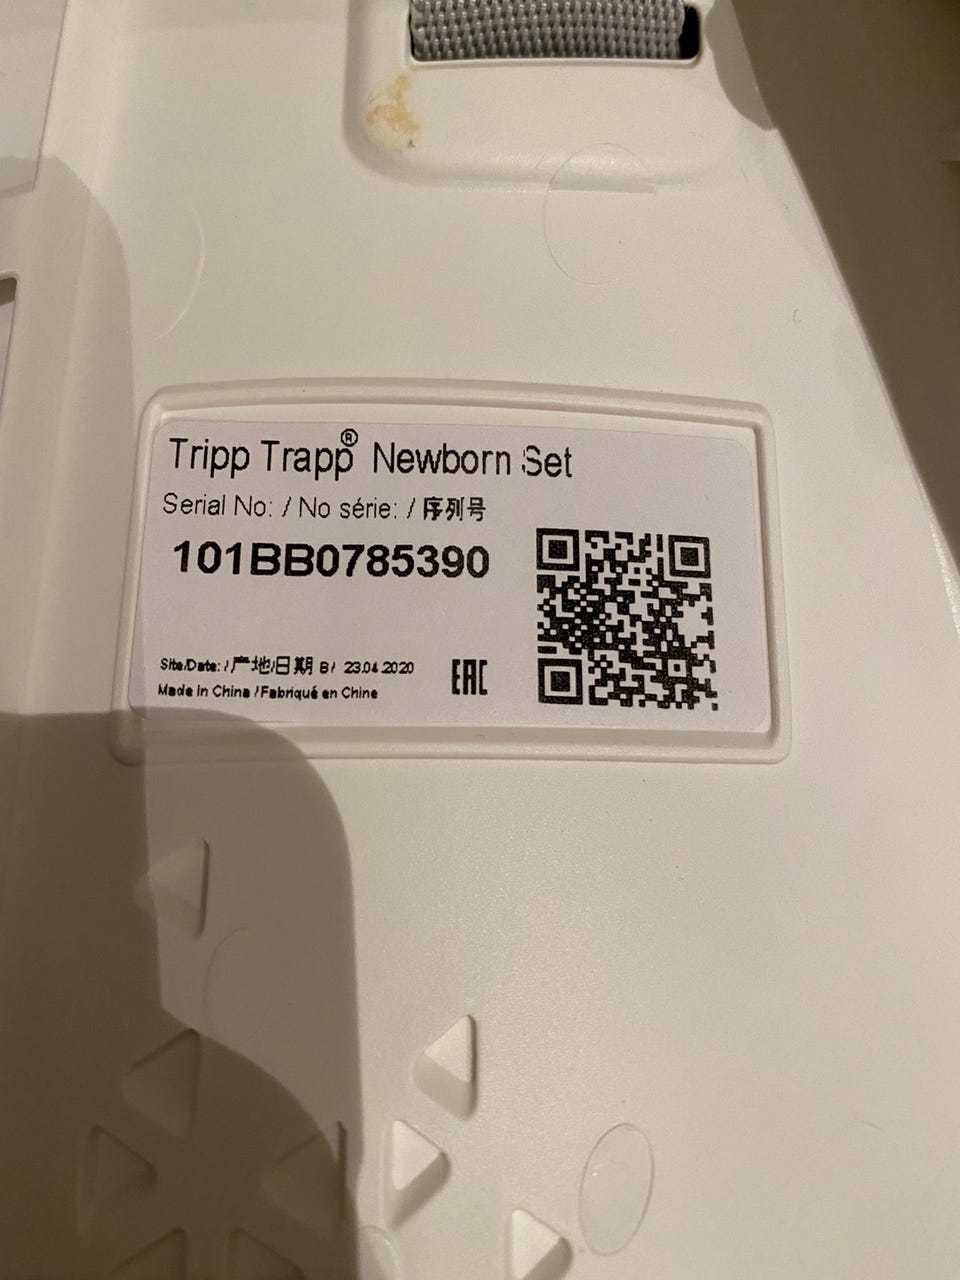 Tripp Trapp® Newborn Set
Serial No: / No série: / 序列号
101BB0785390
Site/Date: / 产地/日期 B/ 23.04.2020
Made in China / Fabriqué en Chine
EAC